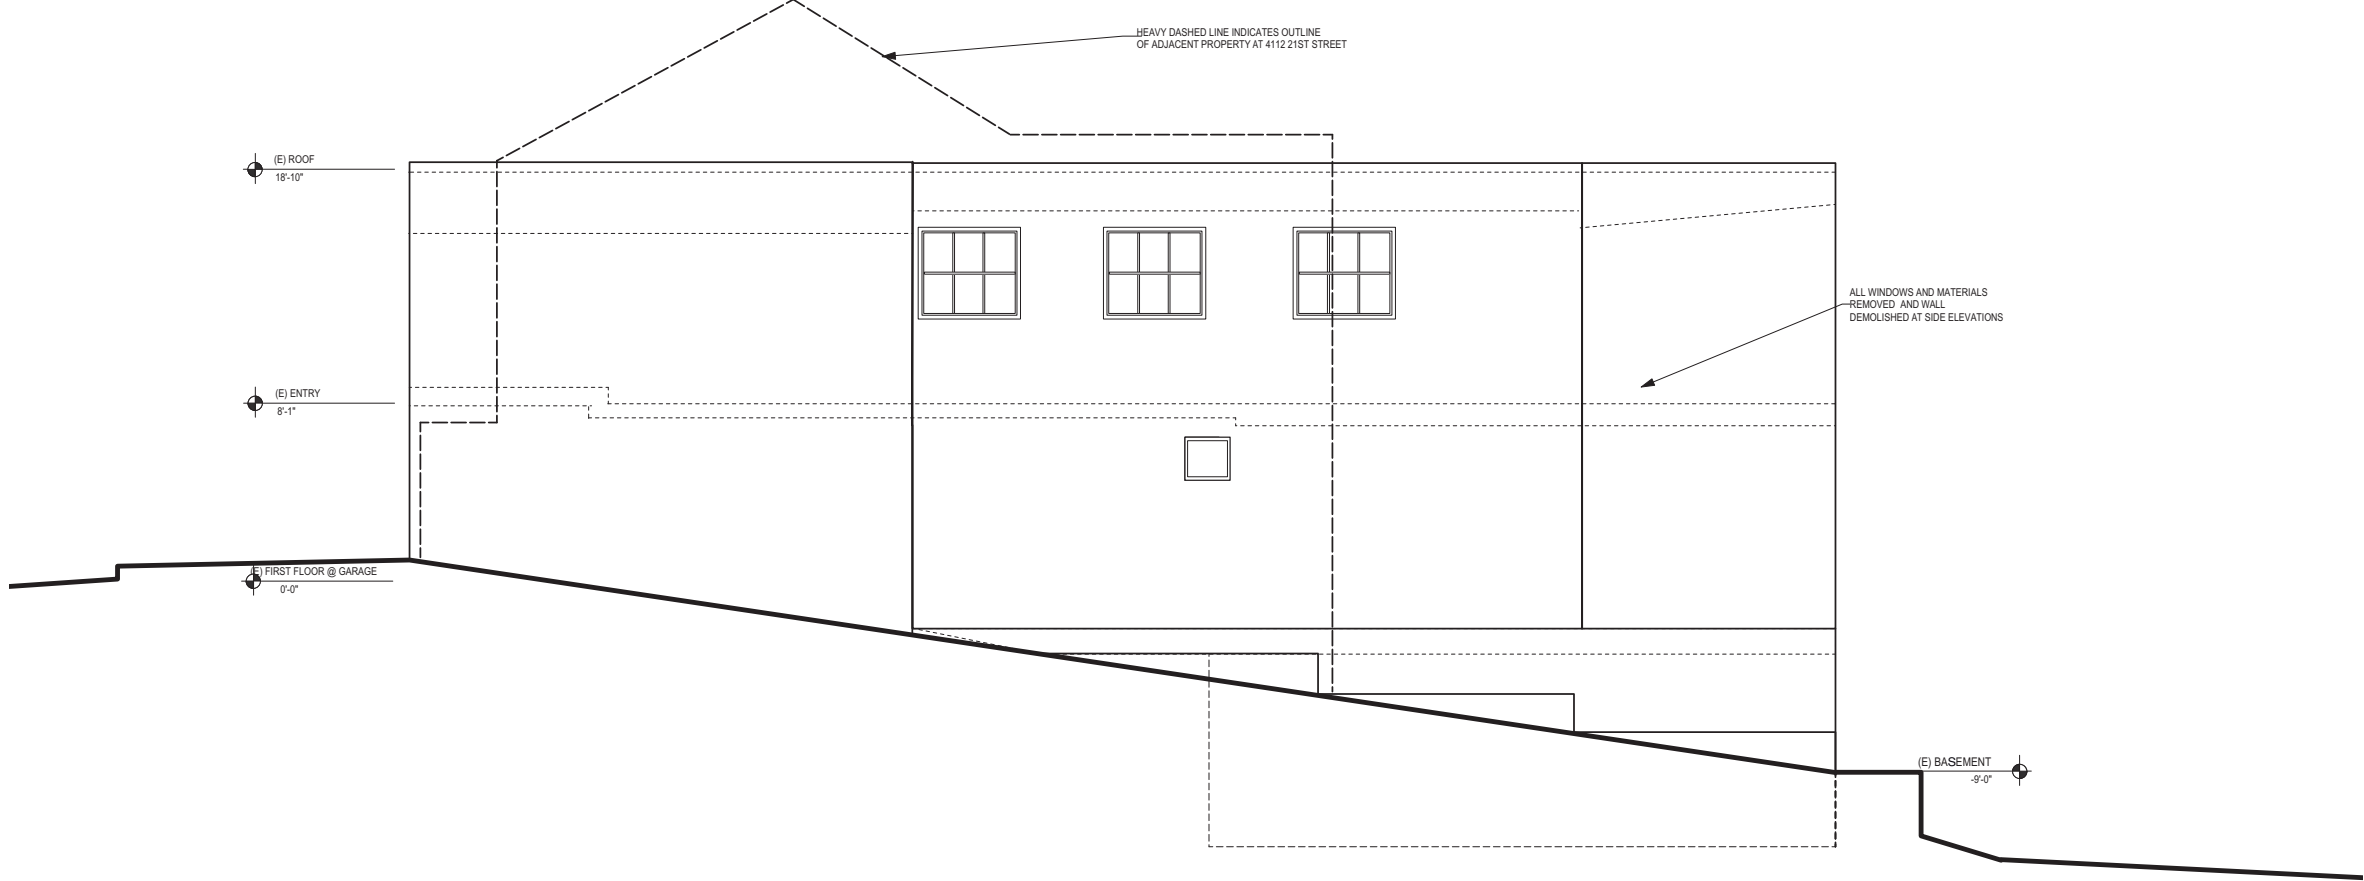 HEAVY DASHED LINE INDICATES OUTLINE
OF ADJACENT PROPERTY AT 4112 21ST STREET
(E) ROOF
18'-10"
ALL WINDOWS AND MATERIALS
REMOVED AND WALL
DEMOLISHED AT SIDE ELEVATIONS
(E) ENTRY
8'-1"
(E) FIRST FLOOR @ GARAGE
0'-0"
(E) BASEMENT
-9'-0"